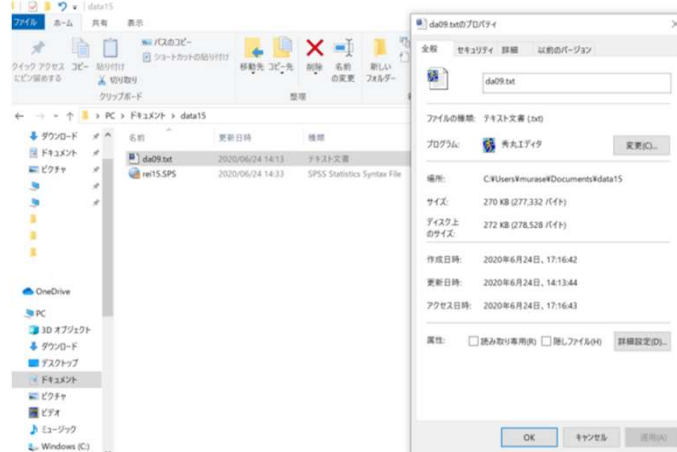 data15
ファイル ホーム 共有 表示
クイック アクセス
にピン留めする
コピー
貼り付け
パスのコピー
ショートカットの貼り付け
切り取り
移動先
コピー先
削除
名前
の変更
新しい
フォルダー
クリップボード
整理
PC > ドキュメント > data15
名前 更新日時 種類
da09.txt 2020/06/24 14:13 テキスト文書
rei15.SPS 2020/06/24 14:33 SPSS Statistics Syntax File
ダウンロード
ドキュメント
ピクチャ
OneDrive
PC
3D オブジェクト
ダウンロード
デスクトップ
ドキュメント
ピクチャ
ビデオ
ミュージック
Windows (C:)
da09.txtのプロパティ
全般 セキュリティ 詳細 以前のバージョン
da09.txt
ファイルの種類: テキスト文書 (.txt)
プログラム: 秀丸エディタ 変更(C)...
場所: C:¥Users¥murase¥Documents¥data15
サイズ: 270 KB (277,332 バイト)
ディスク上
のサイズ: 272 KB (278,528 バイト)
作成日時: 2020年6月24日、17:16:42
更新日時: 2020年6月24日、14:13:44
アクセス日時: 2020年6月24日、17:16:43
属性: 読み取り専用(R) 隠しファイル(H) 詳細設定(D)...
OK キャンセル 適用(A)